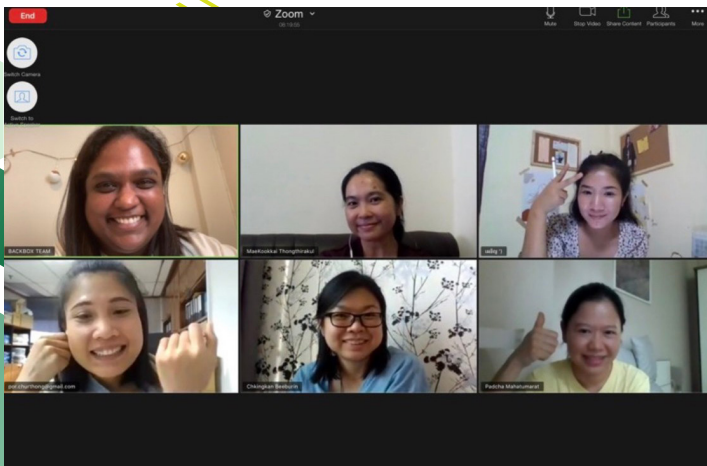 End
Zoom
Mute
Stop Video
Share Content
Participants
More
Switch Camera
Switch to
BACKBOX TEAM
MaeKookkai Thongthirakul
Chkingkan Beeburin
Padcha Mahatumarat